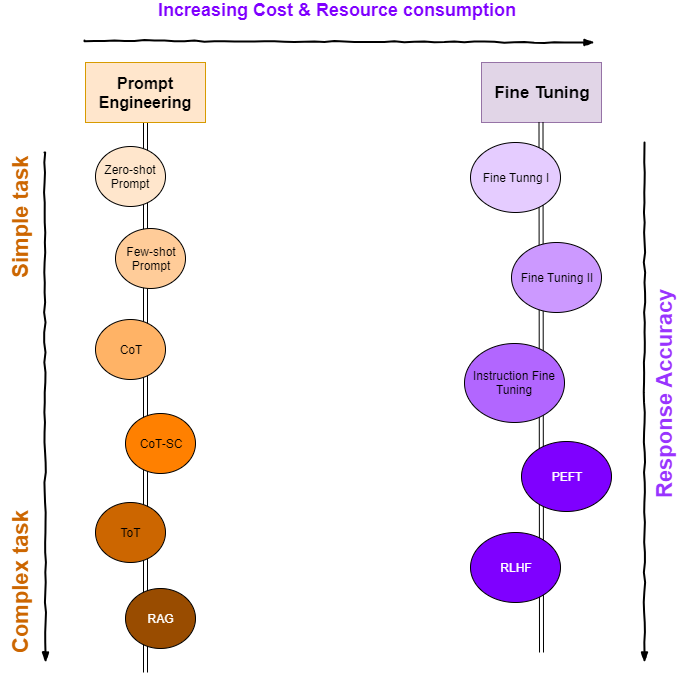 Increasing Cost & Resource consumption
Prompt
Engineering
Fine Tuning
Simple task
Complex task
Zero-shot
Prompt
Few-shot
Prompt
CoT
CoT-SC
ToT
RAG
Fine Tunng I
Fine Tuning II
Instruction Fine
Tuning
PEFT
RLHF
Response Accuracy